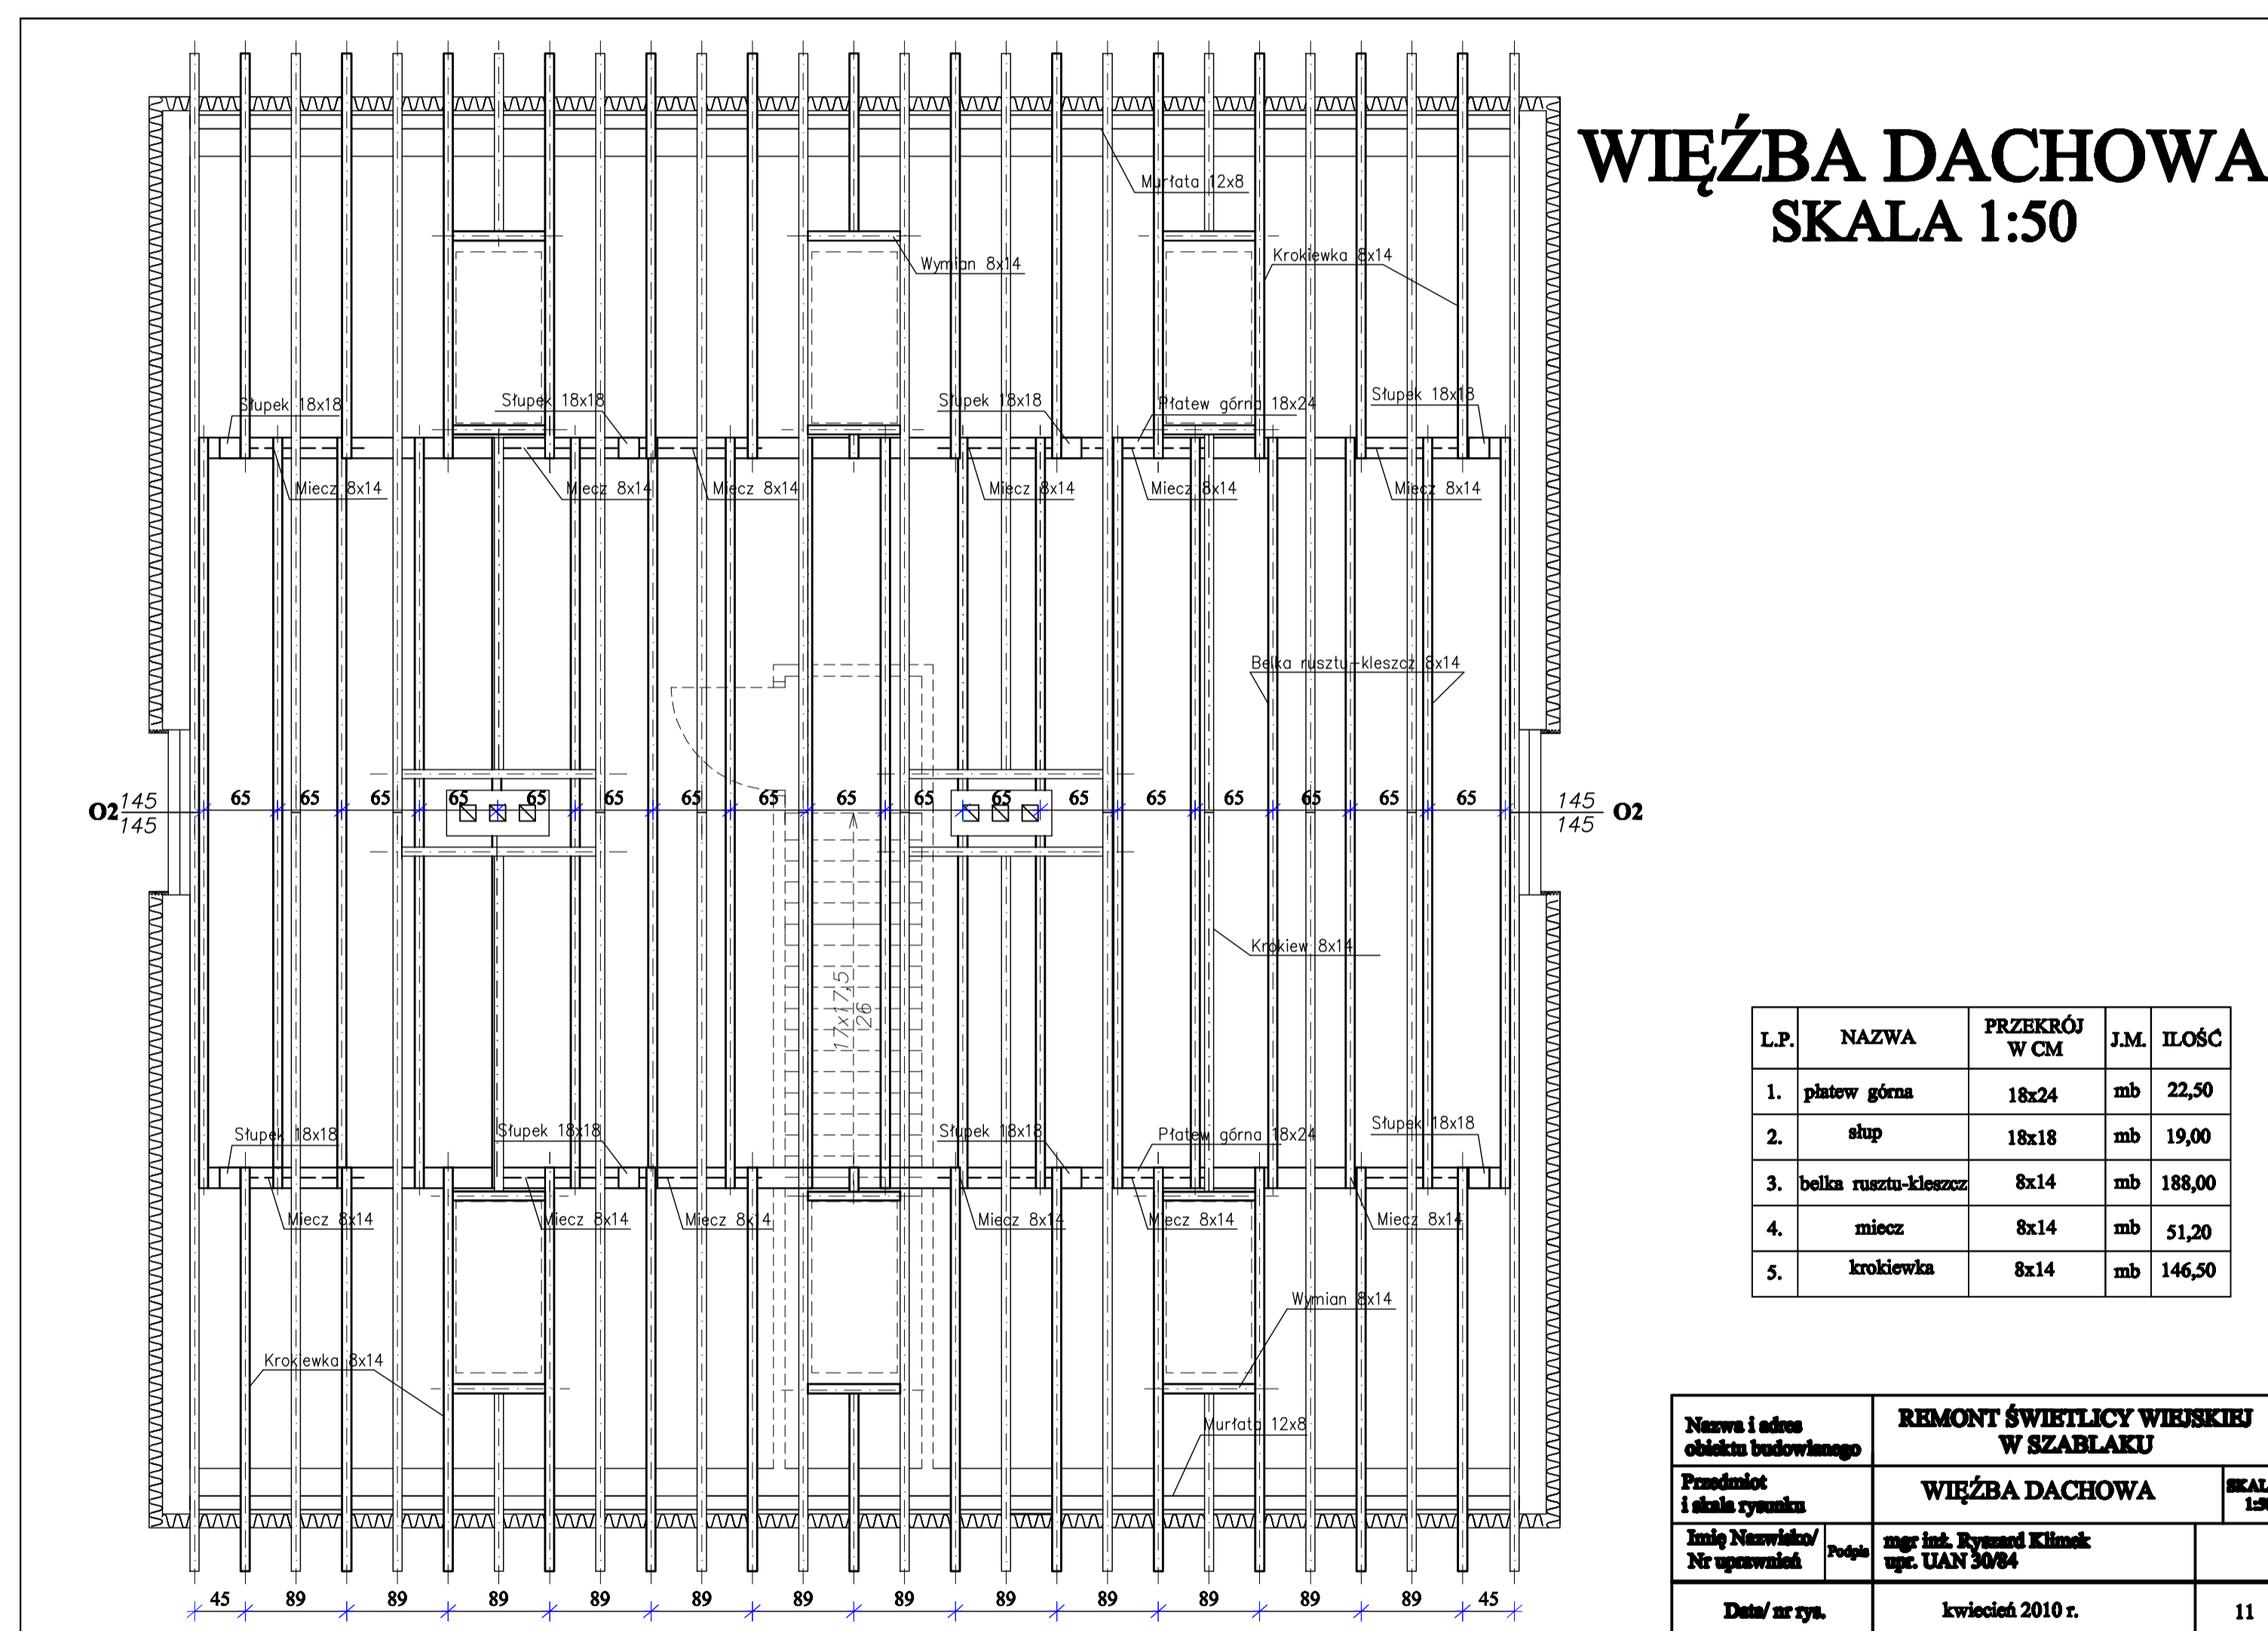 WIĘŹBA DACHOWA
SKALA 1:50
Murłata 12x8
Wymian 8x14
Krokiewka 8x14
Słupek 18x18
Słupek 18x18
Słupek 18x18
Płatew górna 18x24
Słupek 18x18
Miecz 8x14
Miecz 8x14
Miecz 8x14
Miecz 8x14
Miecz 8x14
Miecz 8x14
Belka rusztu-kleszcz 8x14
O2 145
145
65 65 65 65 65 65 65 65 65 65 65 65 65 65 65 65 65
145 O2
145
Krokiew 8x14
17x17,5
26
Słupek 18x18
Słupek 18x18
Słupek 18x18
Płatew górna 18x24
Słupek 18x18
Miecz 8x14
Miecz 8x14
Miecz 8x14
Miecz 8x14
Miecz 8x14
Miecz 8x14
Wymian 8x14
Krokiewka 8x14
Murłata 12x8
45 89 89 89 89 89 89 89 89 89 89 89 89 45
L.P. NAZWA PRZEKRÓJ W CM J.M. ILOŚĆ
1. płatew górna 18x24 mb 22,50
2. słup 18x18 mb 19,00
3. belka rusztu-kleszcz 8x14 mb 188,00
4. miecz 8x14 mb 51,20
5. krokiewka 8x14 mb 146,50
Nazwa i adres
obiektu budowlanego
REMONT ŚWIETLICY WIEJSKIEJ
W SZABLAKU
Przedmiot
i skala rysunku
WIĘŹBA DACHOWA
SKAL
1:50
Imię Nazwisko/
Nr uprawnień
Podpis
mgr inż. Ryszard Klimek
upr. UAN 30/84
Data/ nr rys.
kwiecień 2010 r.
11